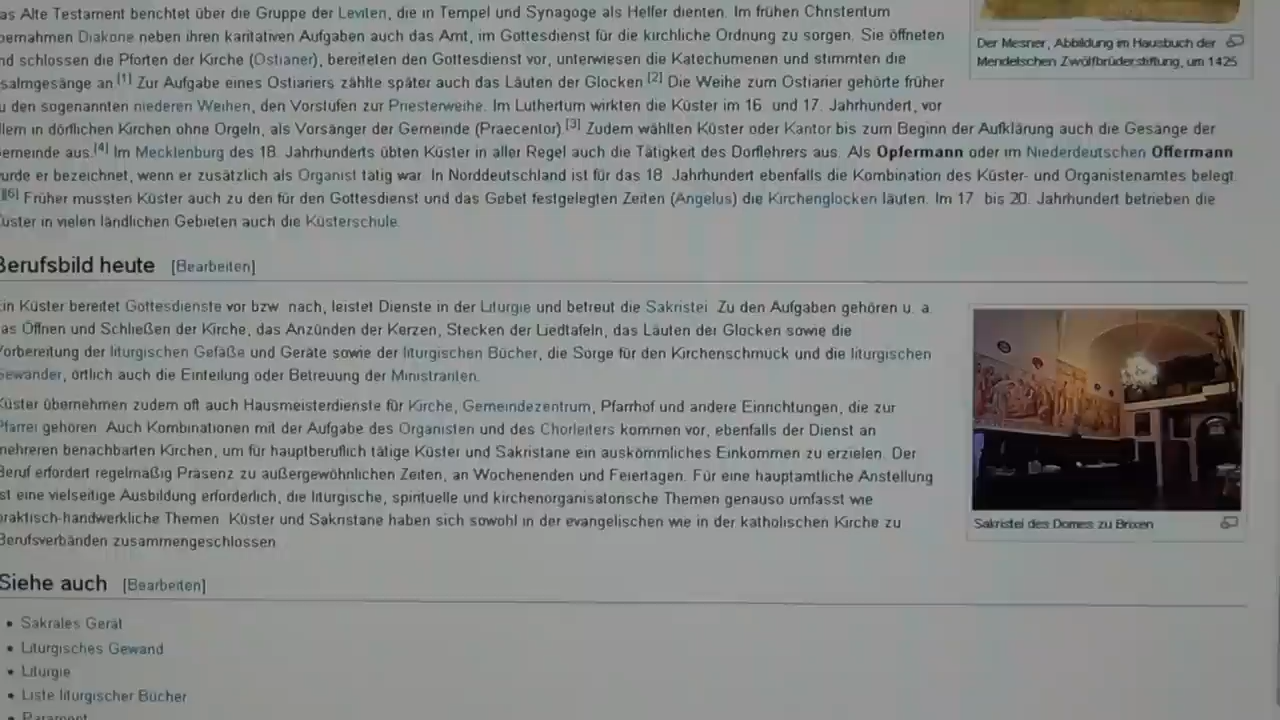 as Alte Testament berichtet über die Gruppe der Leviten, die in Tempel und Synagoge als Helfer dienten. Im frühen Christentum
bernahmen Diakone neben ihren karitativen Aufgaben auch das Amt, im Gottesdienst für die kirchliche Ordnung zu sorgen. Sie öffneten
nd schlossen die Pforten der Kirche (Ostiarier), bereiteten den Gottesdienst vor, unterwiesen die Katechumenen und stimmten die
salmgesänge an.[1] Zur Aufgabe eines Ostiariers zählte später auch das Läuten der Glocken.[2] Die Weihe zum Ostiarier gehörte früher
u den sogenannten niederen Weihen, den Vorstufen zur Priesterweihe. Im Luthertum wirkten die Küster im 16. und 17. Jahrhundert, vor
llem in dörflichen Kirchen ohne Orgeln, als Vorsänger der Gemeinde (Praecentor).[3] Zudem wählten Küster oder Kantor bis zum Beginn der Aufklärung auch die Gesänge der
emeinde aus.[4] Im Mecklenburg des 18. Jahrhunderts übten Küster in aller Regel auch die Tätigkeit des Dorflehrers aus. Als Opfermann oder im Niederdeutschen Offermann
urde er bezeichnet, wenn er zusätzlich als Organist tätig war. In Norddeutschland ist für das 18. Jahrhundert ebenfalls die Kombination des Küster- und Organistenamtes belegt.
][6] Früher mussten Küster auch zu den für den Gottesdienst und das Gebet festgelegten Zeiten (Angelus) die Kirchenglocken läuten. Im 17. bis 20. Jahrhundert betrieben die
üster in vielen ländlichen Gebieten auch die Küsterschule.
Der Mesner, Abbildung im Hausbuch der
Mendelschen Zwölfbrüderstiftung, um 1425
Berufsbild heute [Bearbeiten]
in Küster bereitet Gottesdienste vor bzw. nach, leistet Dienste in der Liturgie und betreut die Sakristei. Zu den Aufgaben gehören u. a.
as Öffnen und Schließen der Kirche, das Anzünden der Kerzen, Stecken der Liedtafeln, das Läuten der Glocken sowie die
Vorbereitung der liturgischen Gefäße und Geräte sowie der liturgischen Bücher, die Sorge für den Kirchenschmuck und die liturgischen
Gewänder, örtlich auch die Einteilung oder Betreuung der Ministranten.
Küster übernehmen zudem oft auch Hausmeisterdienste für Kirche, Gemeindezentrum, Pfarrhof und andere Einrichtungen, die zur
Pfarrei gehören. Auch Kombinationen mit der Aufgabe des Organisten und des Chorleiters kommen vor, ebenfalls der Dienst an
mehreren benachbarten Kirchen, um für hauptberuflich tätige Küster und Sakristane ein auskömmliches Einkommen zu erzielen. Der
Beruf erfordert regelmäßig Präsenz zu außergewöhnlichen Zeiten, an Wochenenden und Feiertagen. Für eine hauptamtliche Anstellung
ist eine vielseitige Ausbildung erforderlich, die liturgische, spirituelle und kirchenorganisatorische Themen genauso umfasst wie
praktisch-handwerkliche Themen. Küster und Sakristane haben sich sowohl in der evangelischen wie in der katholischen Kirche zu
Berufsverbänden zusammengeschlossen.
Sakristei des Domes zu Brixen
Siehe auch [Bearbeiten]
• Sakrales Gerät
• Liturgisches Gewand
• Liturgie
• Liste liturgischer Bücher
• Parament